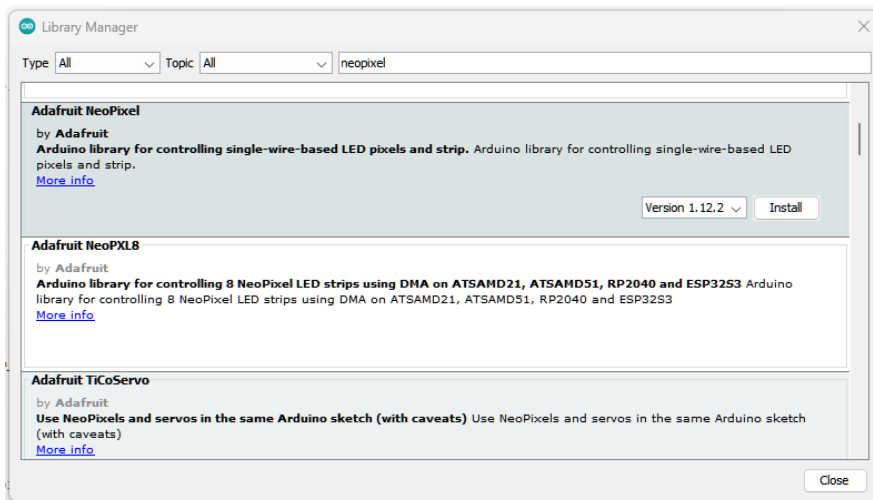 Library Manager
Type All Topic All neopixel
Adafruit NeoPixel
by Adafruit
Arduino library for controlling single-wire-based LED pixels and strip. Arduino library for controlling single-wire-based LED
pixels and strip.
More info
Version 1.12.2 Install
Adafruit NeoPXL8
by Adafruit
Arduino library for controlling 8 NeoPixel LED strips using DMA on ATSAMD21, ATSAMD51, RP2040 and ESP32S3 Arduino
library for controlling 8 NeoPixel LED strips using DMA on ATSAMD21, ATSAMD51, RP2040 and ESP32S3
More info
Adafruit TiCoServo
by Adafruit
Use NeoPixels and servos in the same Arduino sketch (with caveats) Use NeoPixels and servos in the same Arduino sketch
(with caveats)
More info
Close